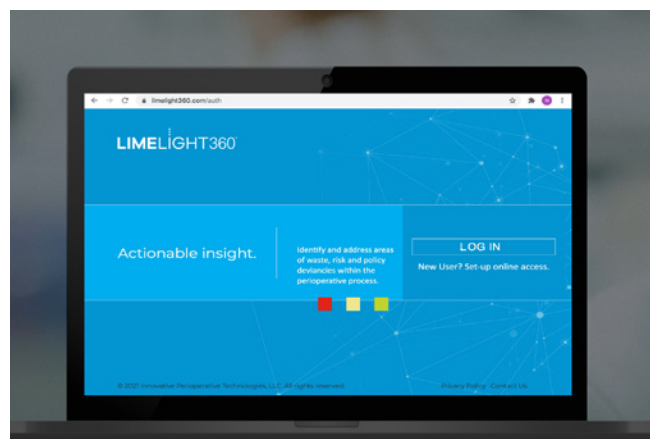 limelight360.com/auth
LIMELIGHT360
Actionable insight.
Identify and address areas
of waste, risk and policy
deviancies within the
perioperative process.
LOG IN
New User? Set-up online access.
© 2021 Innovative Perioperative Technologies, LLC. All rights reserved.
Privacy Policy Contact Us